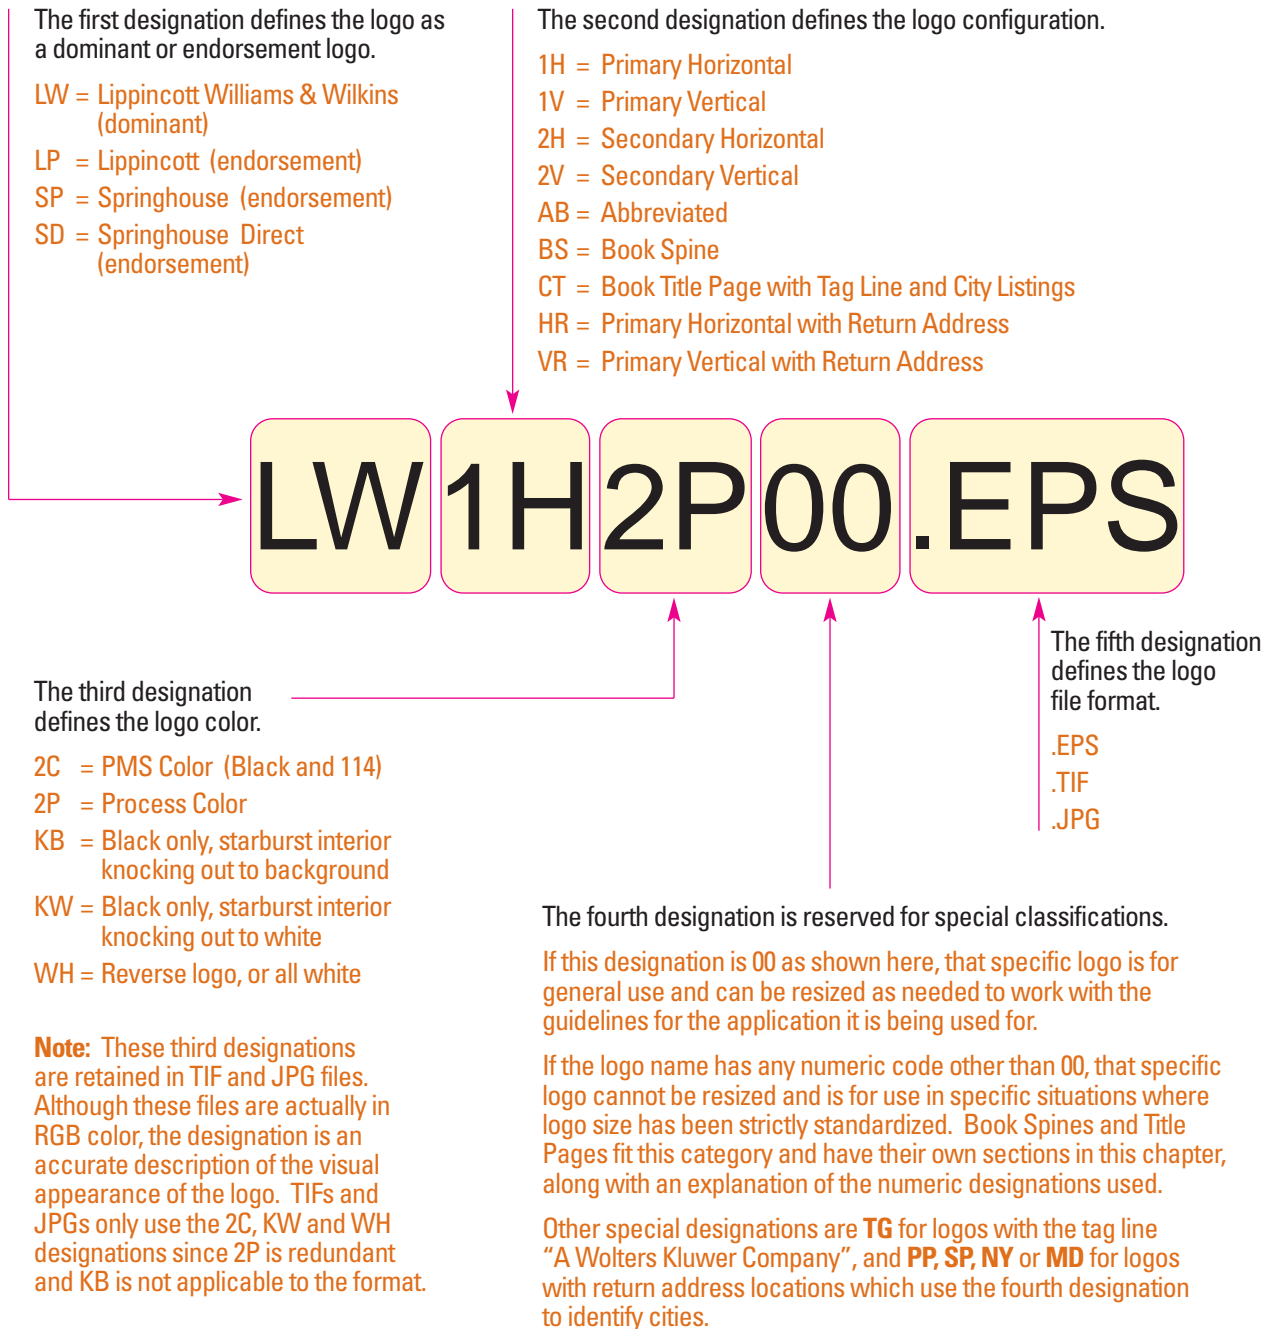 The first designation defines the logo as
a dominant or endorsement logo.
LW = Lippincott Williams & Wilkins
(dominant)
LP = Lippincott (endorsement)
SP = Springhouse (endorsement)
SD = Springhouse Direct
(endorsement)
The second designation defines the logo configuration.
1H = Primary Horizontal
1V = Primary Vertical
2H = Secondary Horizontal
2V = Secondary Vertical
AB = Abbreviated
BS = Book Spine
CT = Book Title Page with Tag Line and City Listings
HR = Primary Horizontal with Return Address
VR = Primary Vertical with Return Address
LW1H2P00.EPS
The third designation
defines the logo color.
2C = PMS Color (Black and 114)
2P = Process Color
KB = Black only, starburst interior
knocking out to background
KW = Black only, starburst interior
knocking out to white
WH = Reverse logo, or all white
Note: These third designations
are retained in TIF and JPG files.
Although these files are actually in
RGB color, the designation is an
accurate description of the visual
appearance of the logo. TIFs and
JPGs only use the 2C, KW and WH
designations since 2P is redundant
and KB is not applicable to the format.
The fifth designation
defines the logo
file format.
.EPS
.TIF
.JPG
The fourth designation is reserved for special classifications.
If this designation is 00 as shown here, that specific logo is for
general use and can be resized as needed to work with the
guidelines for the application it is being used for.
If the logo name has any numeric code other than 00, that specific
logo cannot be resized and is for use in specific situations where
logo size has been strictly standardized. Book Spines and Title
Pages fit this category and have their own sections in this chapter,
along with an explanation of the numeric designations used.
Other special designations are TG for logos with the tag line
“A Wolters Kluwer Company”, and PP, SP, NY or MD for logos
with return address locations which use the fourth designation
to identify cities.